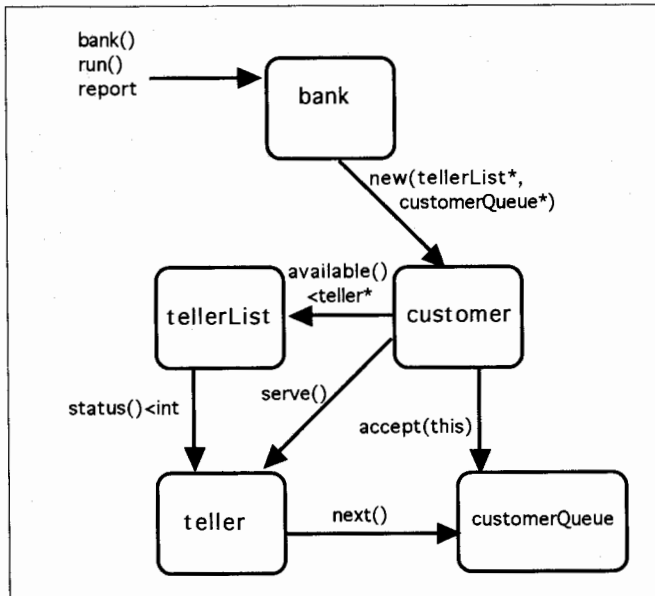 bank()
run()
report
bank
new(tellerList*,
customerQueue*)
available()
<teller*
tellerList
customer
status()<int
serve()
accept(this)
teller
next()
customerQueue